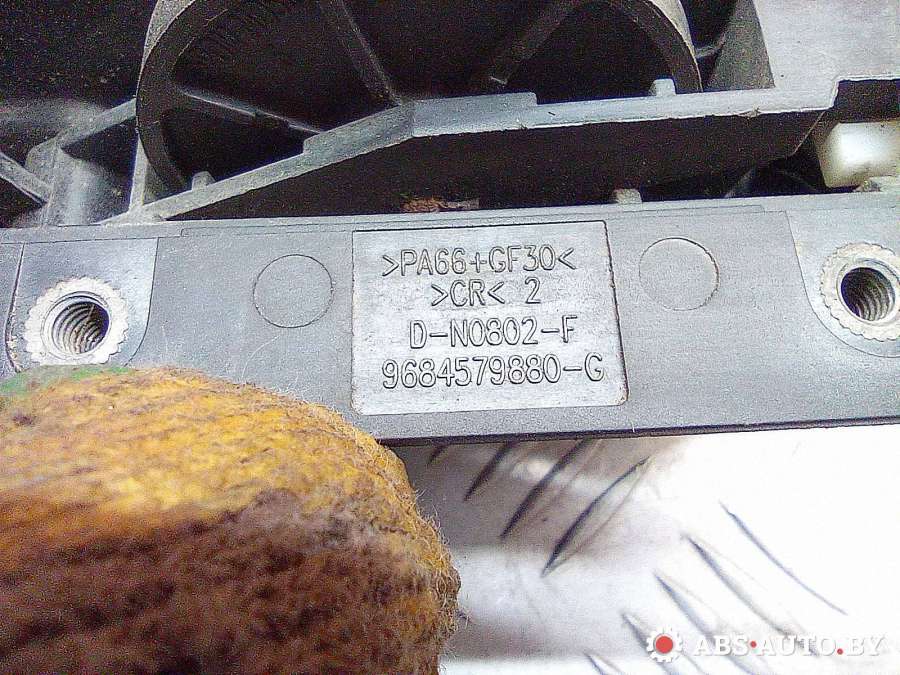 >PA66+GF30<
>CR< 2
D-N0802-F
9684579880-G
ABS-AUTO.BY